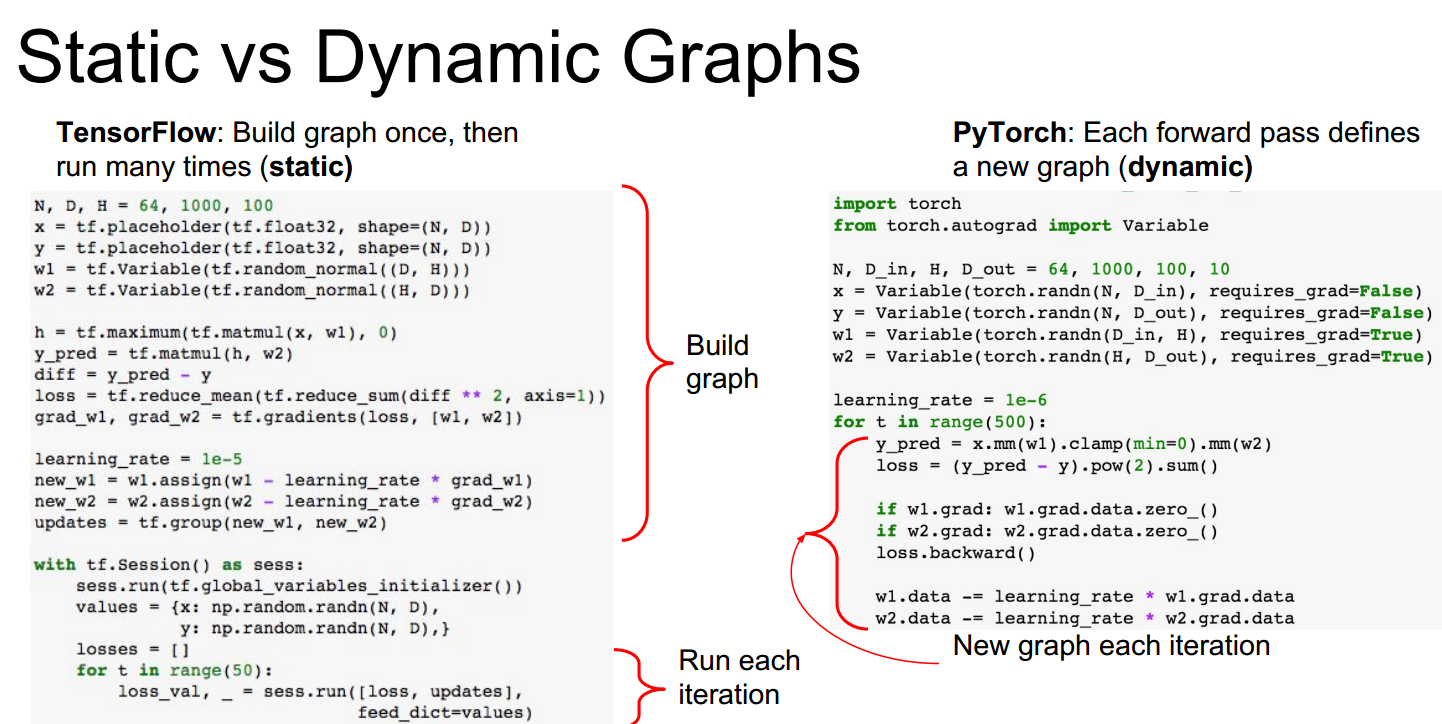 Static vs Dynamic Graphs
TensorFlow: Build graph once, then
run many times (static)
N, D, H = 64, 1000, 100
x = tf.placeholder(tf.float32, shape=(N, D))
y = tf.placeholder(tf.float32, shape=(N, D))
w1 = tf.Variable(tf.random_normal((D, H)))
w2 = tf.Variable(tf.random_normal((H, D)))
h = tf.maximum(tf.matmul(x, w1), 0)
y_pred = tf.matmul(h, w2)
diff = y_pred - y
loss = tf.reduce_mean(tf.reduce_sum(diff ** 2, axis=1))
grad_w1, grad_w2 = tf.gradients(loss, [w1, w2])
learning_rate = 1e-5
new_w1 = w1.assign(w1 - learning_rate * grad_w1)
new_w2 = w2.assign(w2 - learning_rate * grad_w2)
updates = tf.group(new_w1, new_w2)
with tf.Session() as sess:
    sess.run(tf.global_variables_initializer())
    values = {x: np.random.randn(N, D),
              y: np.random.randn(N, D),}
    losses = []
    for t in range(50):
        loss_val, _ = sess.run([loss, updates],
                               feed_dict=values)
Build
graph
Run each
iteration
PyTorch: Each forward pass defines
a new graph (dynamic)
import torch
from torch.autograd import Variable
N, D_in, H, D_out = 64, 1000, 100, 10
x = Variable(torch.randn(N, D_in), requires_grad=False)
y = Variable(torch.randn(N, D_out), requires_grad=False)
w1 = Variable(torch.randn(D_in, H), requires_grad=True)
w2 = Variable(torch.randn(H, D_out), requires_grad=True)
learning_rate = 1e-6
for t in range(500):
    y_pred = x.mm(w1).clamp(min=0).mm(w2)
    loss = (y_pred - y).pow(2).sum()
    if w1.grad: w1.grad.data.zero_()
    if w2.grad: w2.grad.data.zero_()
    loss.backward()
    w1.data -= learning_rate * w1.grad.data
    w2.data -= learning_rate * w2.grad.data
New graph each iteration